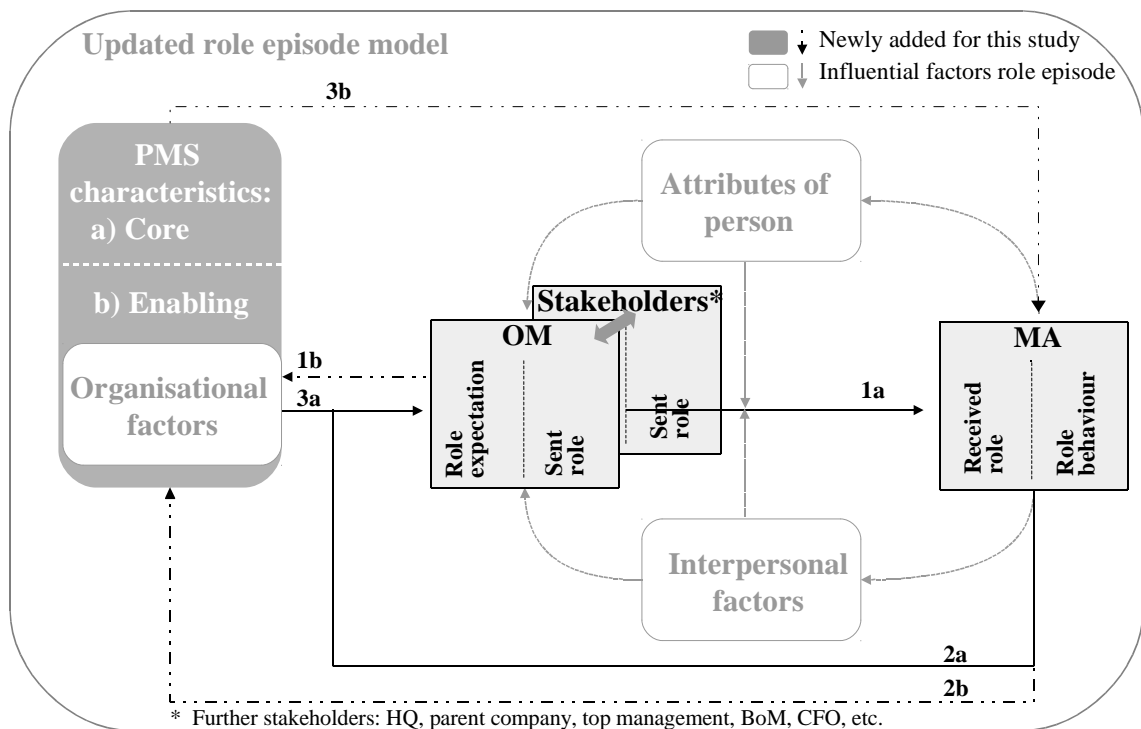 Updated role episode model
Newly added for this study
Influential factors role episode
3b
PMS
characteristics:
a) Core
b) Enabling
Organisational
factors
Attributes of
person
Stakeholders*
OM
Role
expectation
Sent
role
Sent
role
1b
3a
1a
MA
Received
role
Role
behaviour
Interpersonal
factors
2a
2b
* Further stakeholders: HQ, parent company, top management, BoM, CFO, etc.